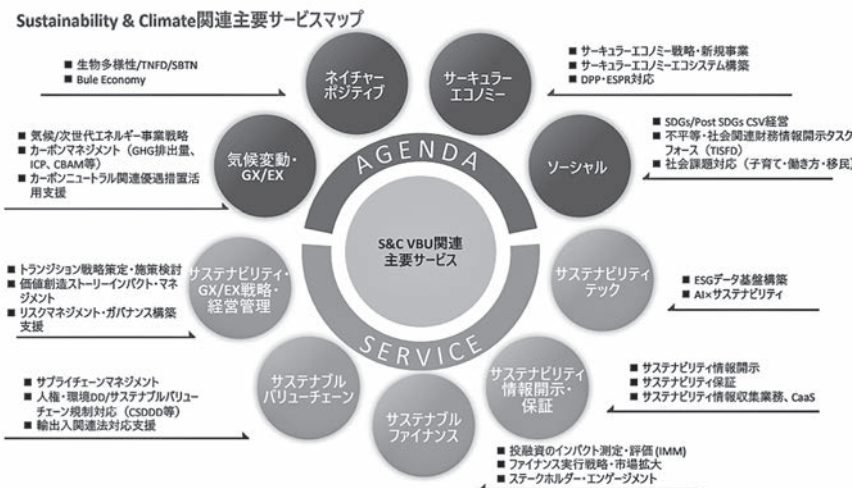 Sustainability & Climate関連主要サービスマップ
■ 生物多様性/TNFD/SBTN
■ Bule Economy
ネイチャー
ポジティブ
サーキュラー
エコノミー
■ サーキュラーエコノミー戦略・新規事業
■ サーキュラーエコノミーエコシステム構築
■ DPP・ESPR対応
■ 気候/次世代エネルギー事業戦略
■ カーボンマネジメント（GHG排出量、
ICP、CBAM等）
■ カーボンニュートラル関連優遇措置活
用支援
気候変動・
GX/EX
AGENDA
ソーシャル
■ SDGs/Post SDGs CSV経営
■ 不平等・社会関連財務情報開示タスク
フォース（TISFD）
■ 社会課題対応（子育て・働き方・移民）
S&C VBU関連
主要サービス
■ トランジション戦略策定・施策検討
■ 価値創造ストーリーインパクト・マネ
ジメント
■ リスクマネジメント・ガバナンス構築
支援
サステナビリティ・
GX/EX戦略・
経営管理
サステナビリティ
テック
■ ESGデータ基盤構築
■ AI×サステナビリティ
SERVICE
■ サプライチェーンマネジメント
■ 人権・環境DD/サステナブルバリュー
チェーン規制対応（CSDDD等）
■ 輸出入関連法対応支援
サステナブル
バリューチェーン
サステナブル
ファイナンス
サステナビリティ
情報開示・
保証
■ サステナビリティ情報開示
■ サステナビリティ保証
■ サステナビリティ情報収集業務、CaaS
■ 投融資のインパクト測定・評価 (IMM)
■ ファイナンス実行戦略・市場拡大
■ ステークホルダー・エンゲージメント